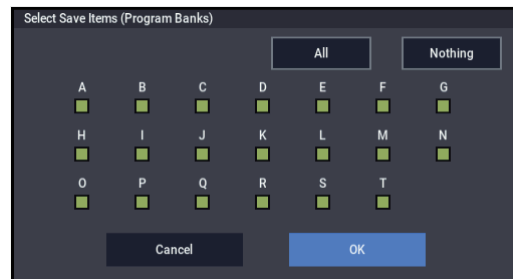 Select Save Items (Program Banks)
All Nothing
A B C D E F G
H I J K L M N
O P Q R S T
Cancel OK